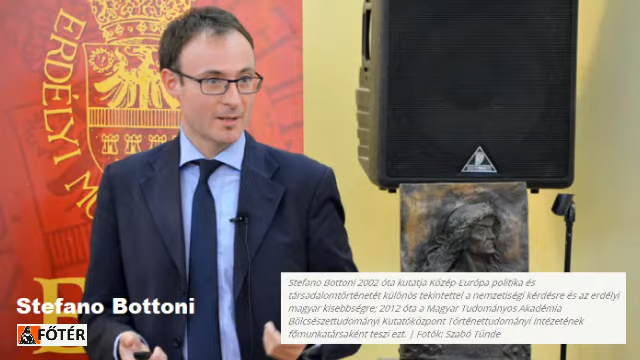 ERDÉLYI M
E
Stefano Bottoni
FŐTÉR
Stefano Bottoni 2002 óta kutatja Közép-Európa politika és
társadalomtörténetét különös tekintettel a nemzetiségi kérdésre és az erdélyi
magyar kisebbségre; 2012 óta a Magyar Tudományos Akadémia
Bölcsészettudományi Kutatóközpont Történettudományi Intézetének
főmunkatársaként teszi ezt. | Fotók: Szabó Tünde